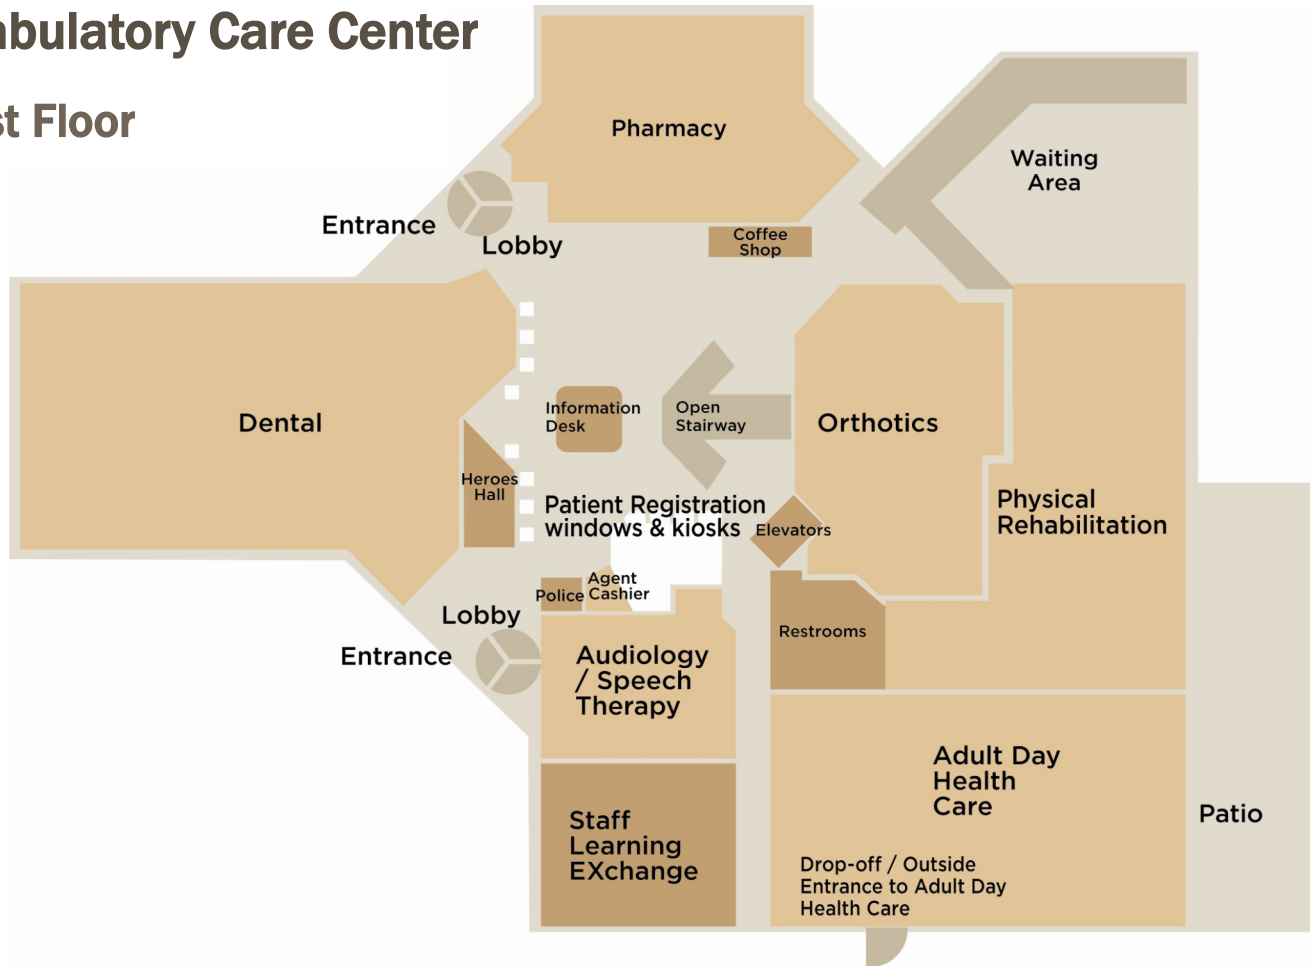 mbulatory Care Center
st Floor
Pharmacy
Waiting
Area
Entrance
Lobby
Coffee
Shop
Dental
Information
Desk
Open
Stairway
Orthotics
Heroes
Hall
Patient Registration
windows & kiosks
Elevators
Physical
Rehabilitation
Police
Agent
Cashier
Lobby
Entrance
Restrooms
Audiology
/ Speech
Therapy
Adult Day
Health
Care
Staff
Learning
EXchange
Patio
Drop-off / Outside
Entrance to Adult Day
Health Care